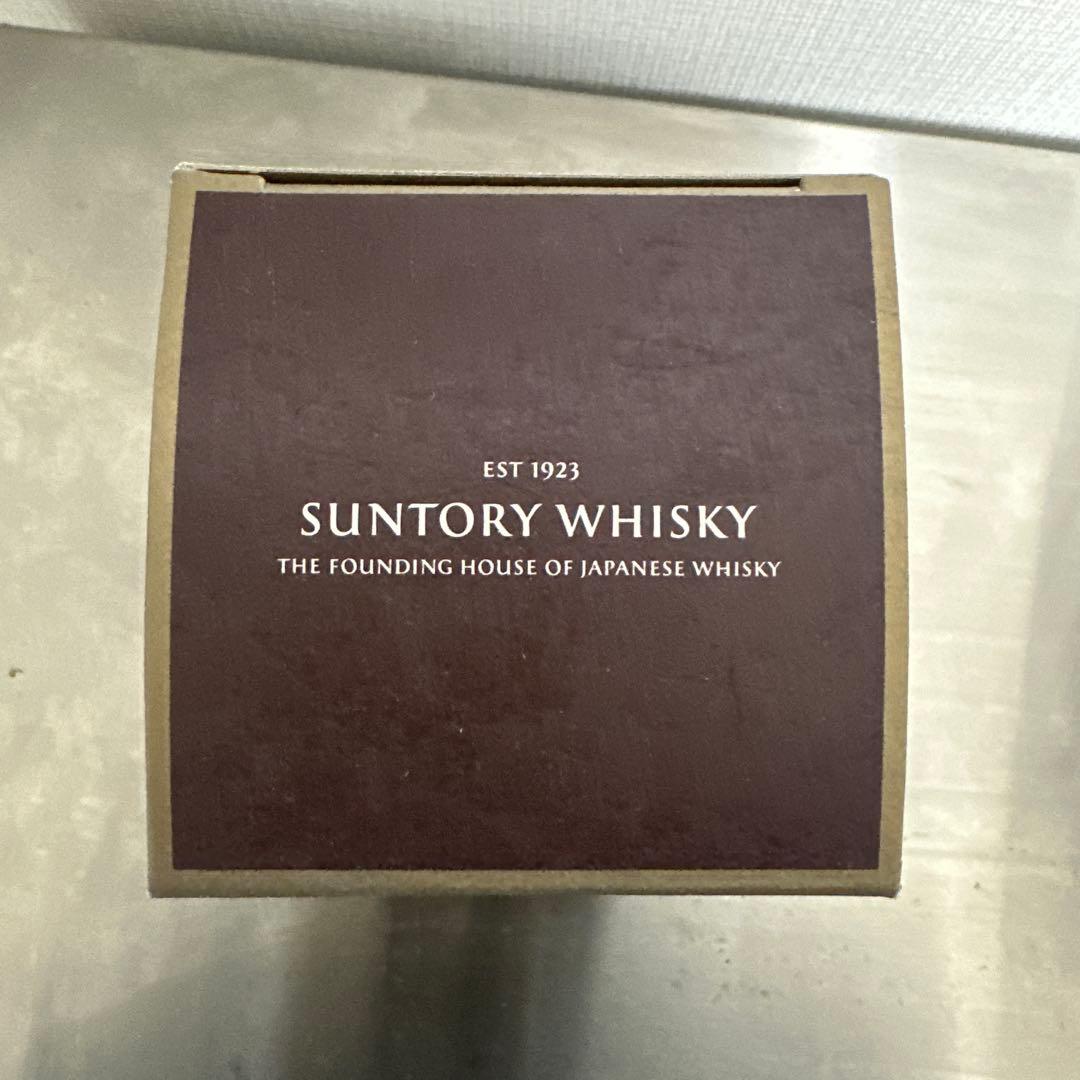 EST 1923
SUNTORY WHISKY
THE FOUNDING HOUSE OF JAPANESE WHISKY